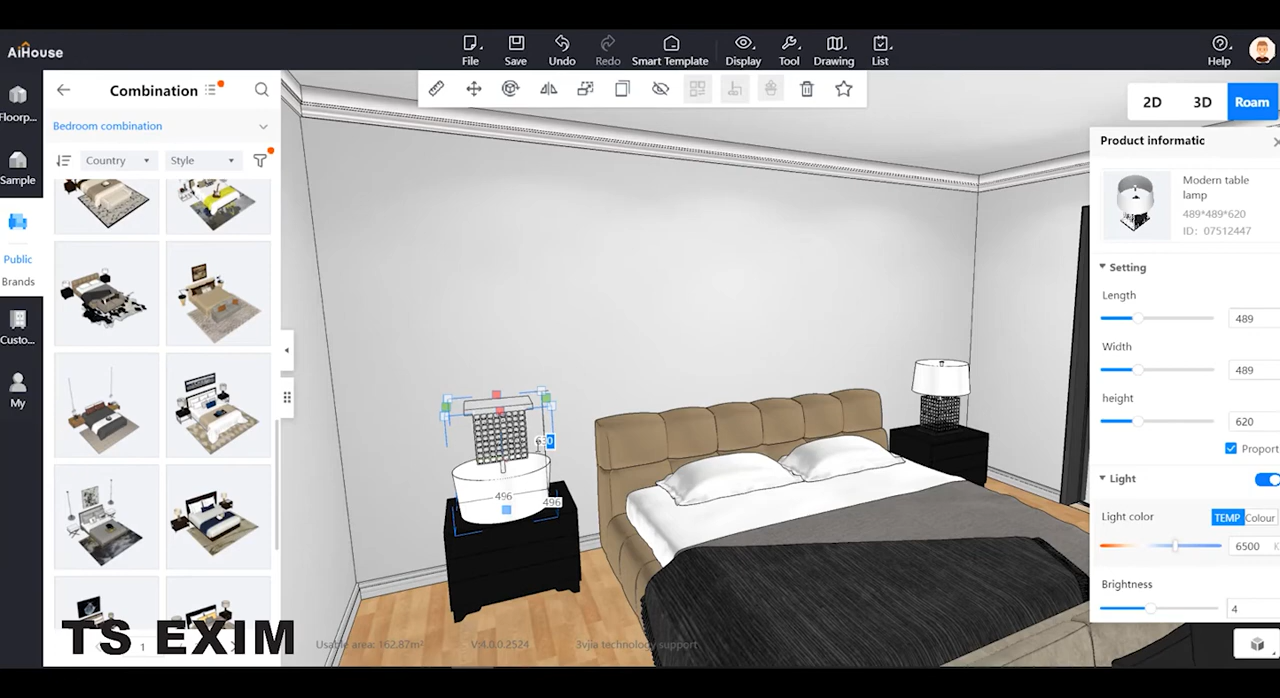 AiHouse
File
Save
Undo
Redo
Smart Template
Display
Tool
Drawing
List
Help
Floorp...
Sample
Public
Brands
Custo...
My
Combination
Bedroom combination
Country
Style
2D
3D
Roam
Product informatic
Modern table
lamp
489*489*620
ID: 07512447
Setting
Length
489
Width
489
height
620
Proport
Light
Light color
TEMP
Colour
6500
K
Brightness
4
496
496
TS EXIM
1
Usable area: 162.87m²
V:4.0.0.2524
3vjia technology support